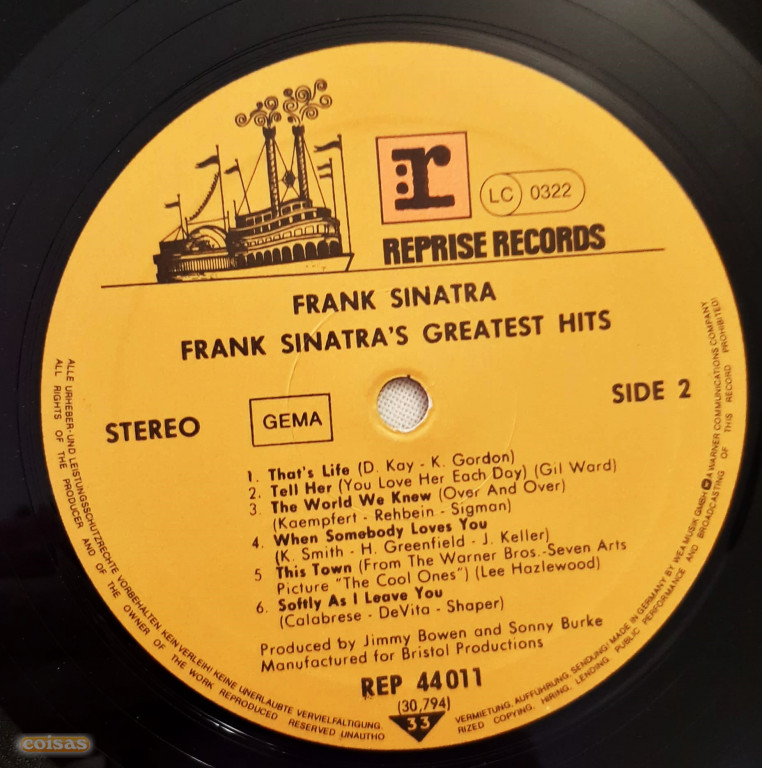 r
LC 0322
REPRISE RECORDS
FRANK SINATRA
FRANK SINATRA'S GREATEST HITS
STEREO
GEMA
SIDE 2
1. That's Life (D. Kay - K. Gordon)
2. Tell Her (You Love Her Each Day) (Gil Ward)
3. The World We Knew (Over And Over)
(Kaempfert - Rehbein - Sigman)
4. When Somebody Loves You
(K. Smith - H. Greenfield - J. Keller)
5 This Town (From The Warner Bros.-Seven Arts
Picture "The Cool Ones") (Lee Hazlewood)
6. Softly As I Leave You
(Calabrese - DeVita - Shaper)
Produced by Jimmy Bowen and Sonny Burke
Manufactured for Bristol Productions
REP 44011
(30,794)
33
ALLE URHEBER- UND LEISTUNGSSCHUTZRECHTE VORBEHALTEN KEIN VERLEIH! KEINE UNERLAUBTE VERVIELFÄLTIGUNG,
VERMIETUNG, AUFFÜHRUNG, SENDUNG! MADE IN GERMANY BY WEA MUSIK GMBH A WARNER COMMUNICATIONS COMPANY
ALL RIGHTS OF THE PRODUCER AND OF THE OWNER OF THE WORK REPRODUCED RESERVED UNAUTHO
RIZED COPYING, HIRING, LENDING, PUBLIC PERFORMANCE AND BROADCASTING OF THIS RECORD PROHIBITED!
coisas